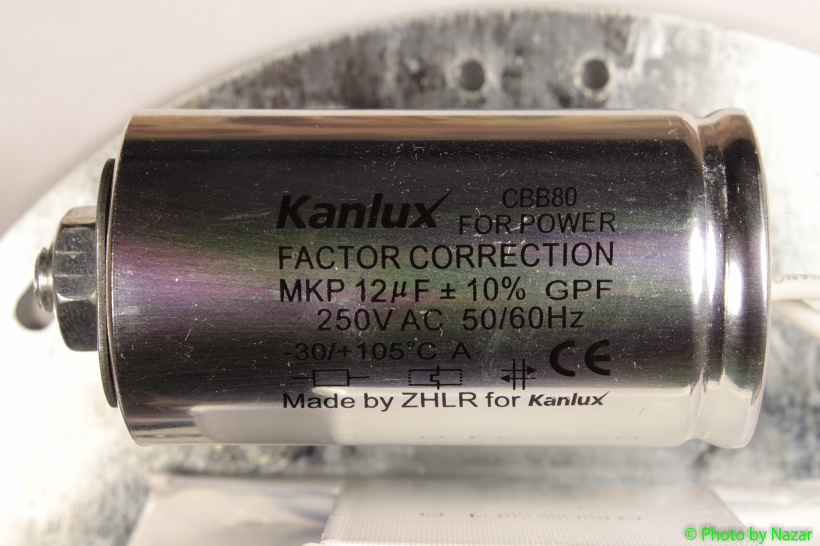 Kanlux CBB80
FOR POWER
FACTOR CORRECTION
MKP 12µF ± 10% GPF
250V AC 50/60Hz
-30/+105°C A CE
Made by ZHLR for Kanlux
© Photo by Nazar